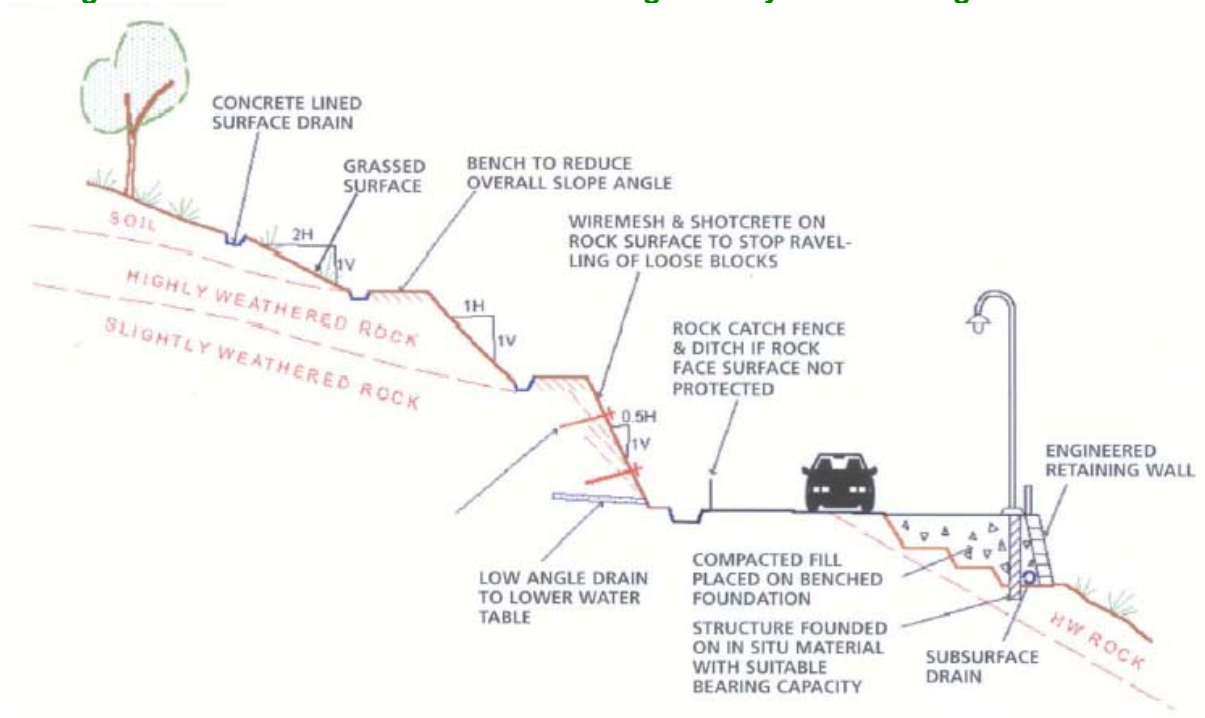 CONCRETE LINED
SURFACE DRAIN
GRASSED
SURFACE
BENCH TO REDUCE
OVERALL SLOPE ANGLE
WIREMESH & SHOTCRETE ON
ROCK SURFACE TO STOP RAVEL-
LING OF LOOSE BLOCKS
SOIL
2H
1V
HIGHLY WEATHERED ROCK
1H
1V
SLIGHTLY WEATHERED ROCK
ROCK CATCH FENCE
& DITCH IF ROCK
FACE SURFACE NOT
PROTECTED
0.5H
1V
ENGINEERED
RETAINING WALL
LOW ANGLE DRAIN
TO LOWER WATER
TABLE
COMPACTED FILL
PLACED ON BENCHED
FOUNDATION
STRUCTURE FOUNDED
ON IN SITU MATERIAL
WITH SUITABLE
BEARING CAPACITY
SUBSURFACE
DRAIN
HW ROCK